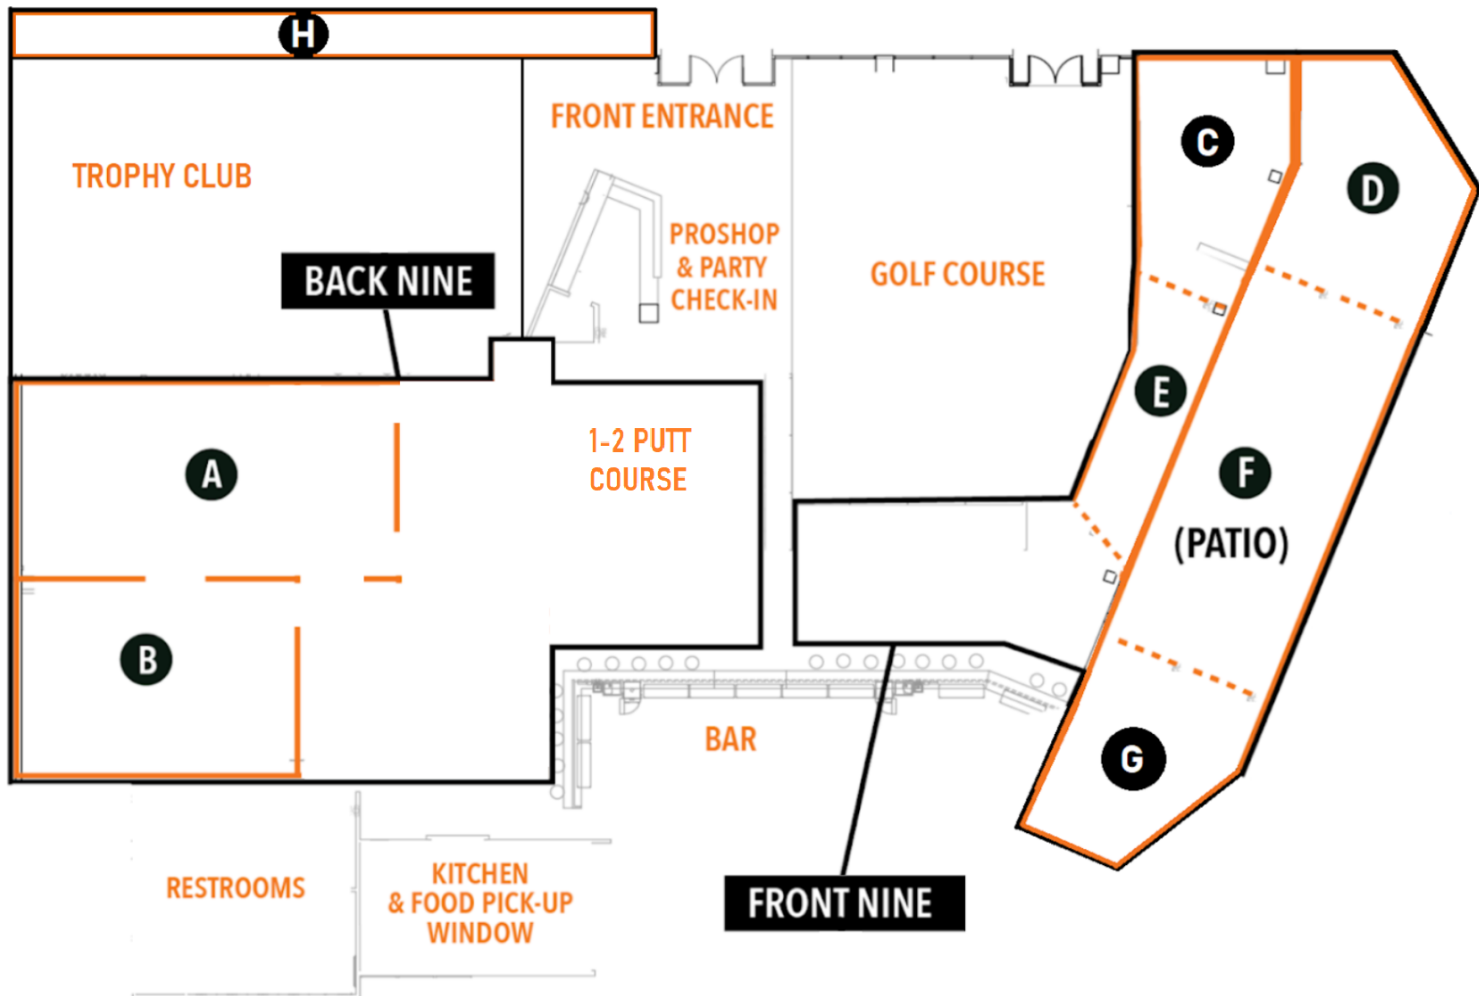 H
FRONT ENTRANCE
C
TROPHY CLUB
D
PROSHOP
& PARTY
CHECK-IN
BACK NINE
GOLF COURSE
E
1-2 PUTT
COURSE
A
F
(PATIO)
B
BAR
G
RESTROOMS
KITCHEN
& FOOD PICK-UP
WINDOW
FRONT NINE